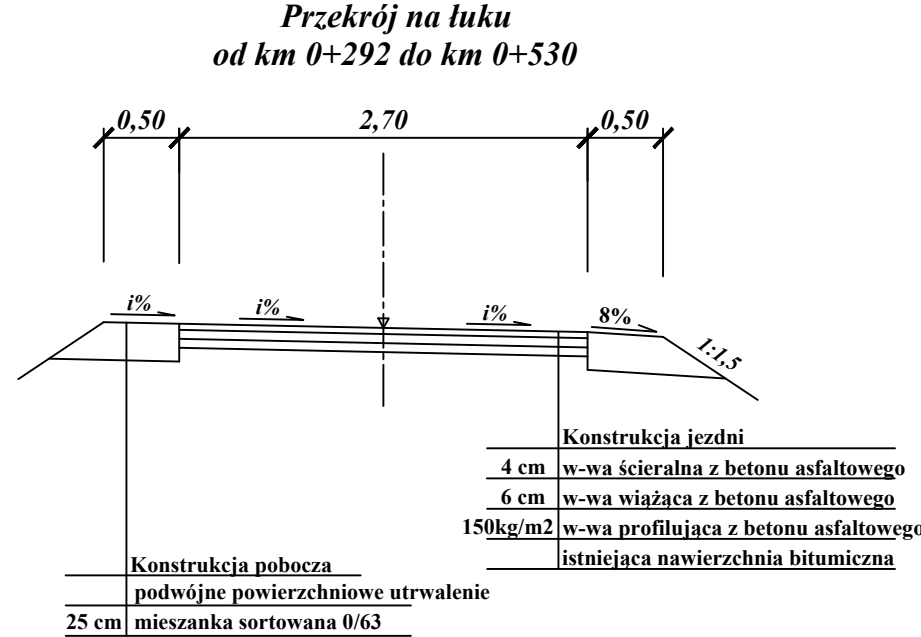 Przekrój na łuku
od km 0+292 do km 0+530
0,50 2,70 0,50
i% i% i% 8%
1:1,5
Konstrukcja jezdni
4 cm w-wa ścieralna z betonu asfaltowego
6 cm w-wa wiążąca z betonu asfaltowego
150kg/m2 w-wa profilująca z betonu asfaltowego
istniejąca nawierzchnia bitumiczna
Konstrukcja pobocza
podwójne powierzchniowe utrwalenie
25 cm mieszanka sortowana 0/63